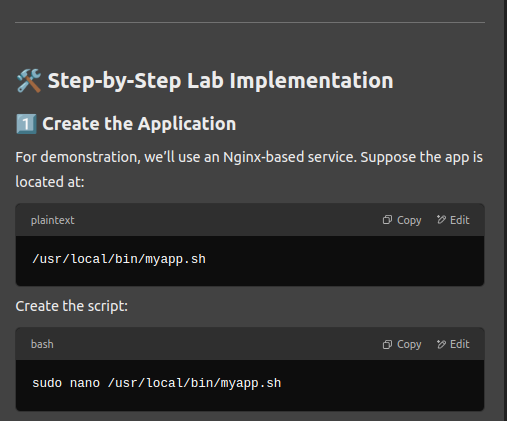 🛠️ Step-by-Step Lab Implementation
1️⃣ Create the Application
For demonstration, we’ll use an Nginx-based service. Suppose the app is
located at:
plaintext Copy Edit
/usr/local/bin/myapp.sh
Create the script:
bash Copy Edit
sudo nano /usr/local/bin/myapp.sh